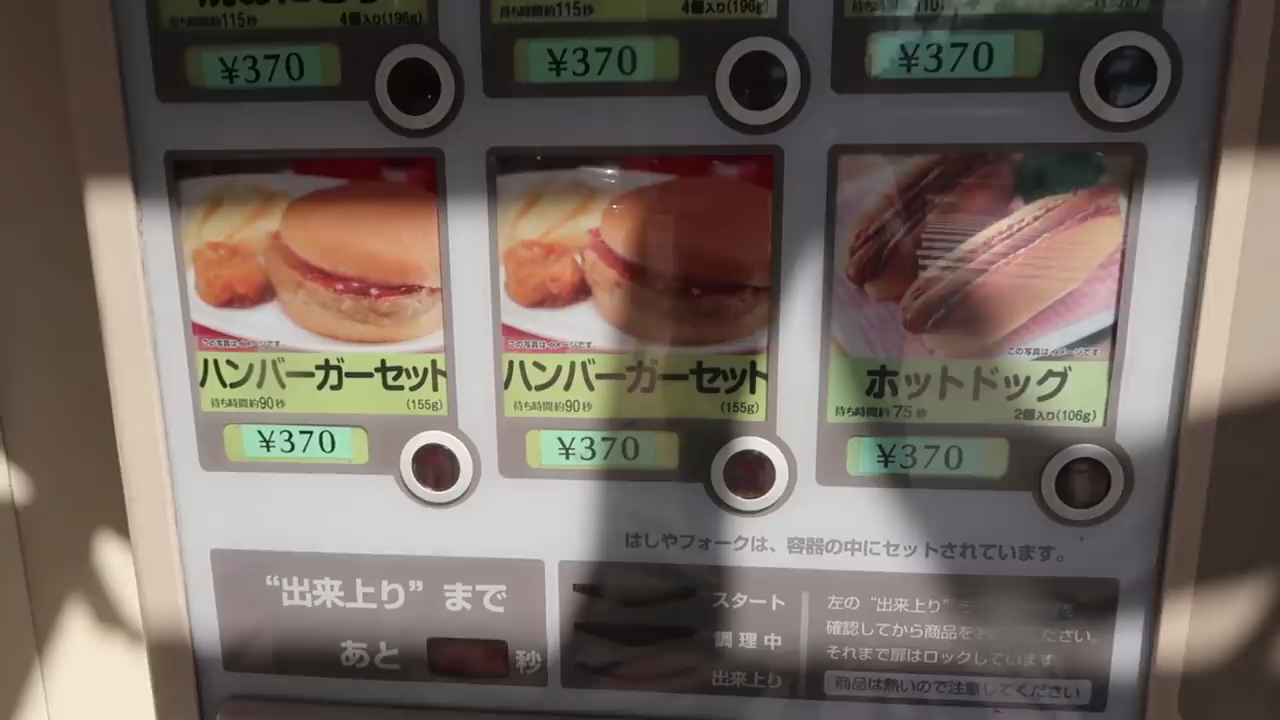 待ち時間約115秒 4個入り(196g)
待ち時間約115秒 4個入り(196g)
¥370
¥370
¥370
この写真はイメージです
ハンバーガーセット
待ち時間約90秒 (155g)
¥370
この写真はイメージです
ハンバーガーセット
待ち時間約90秒 (155g)
¥370
この写真はイメージです
ホットドッグ
待ち時間約75秒 2個入り(106g)
¥370
はしやフォークは、容器の中にセットされています。
“出来上り”まで
あと 秒
スタート
調理中
出来上り
左の“出来上り”
確認してから商品を ください。
それまで扉はロックしています。
商品は熱いので注意してください